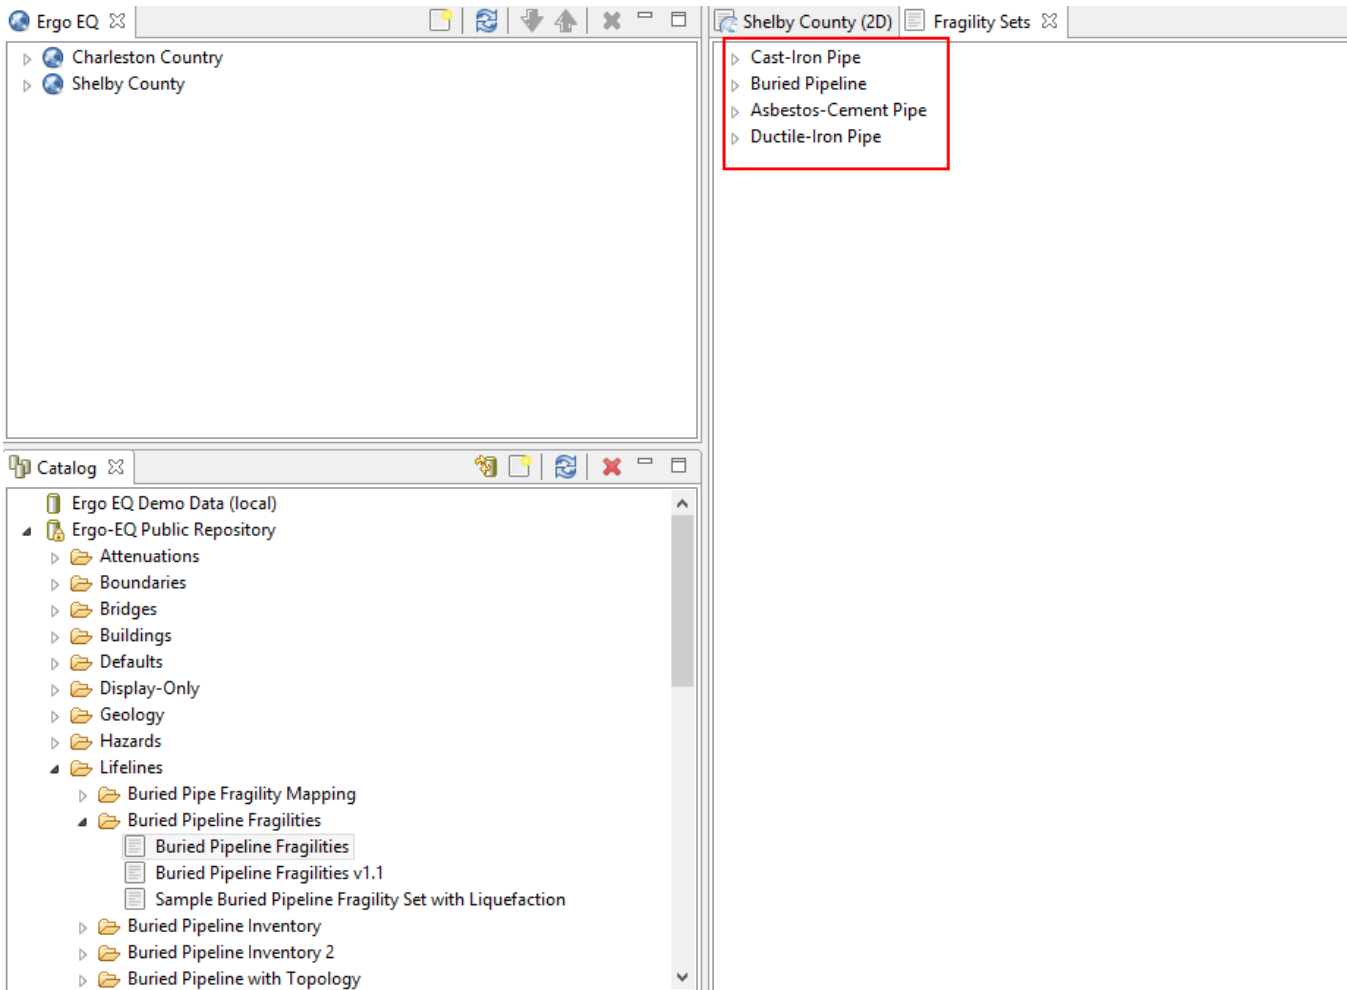 Ergo EQ
Charleston Country
Shelby County
Shelby County (2D)
Fragility Sets
Cast-Iron Pipe
Buried Pipeline
Asbestos-Cement Pipe
Ductile-Iron Pipe
Catalog
Ergo EQ Demo Data (local)
Ergo-EQ Public Repository
Attenuations
Boundaries
Bridges
Buildings
Defaults
Display-Only
Geology
Hazards
Lifelines
Buried Pipe Fragility Mapping
Buried Pipeline Fragilities
Buried Pipeline Fragilities
Buried Pipeline Fragilities v1.1
Sample Buried Pipeline Fragility Set with Liquefaction
Buried Pipeline Inventory
Buried Pipeline Inventory 2
Buried Pipeline with Topology